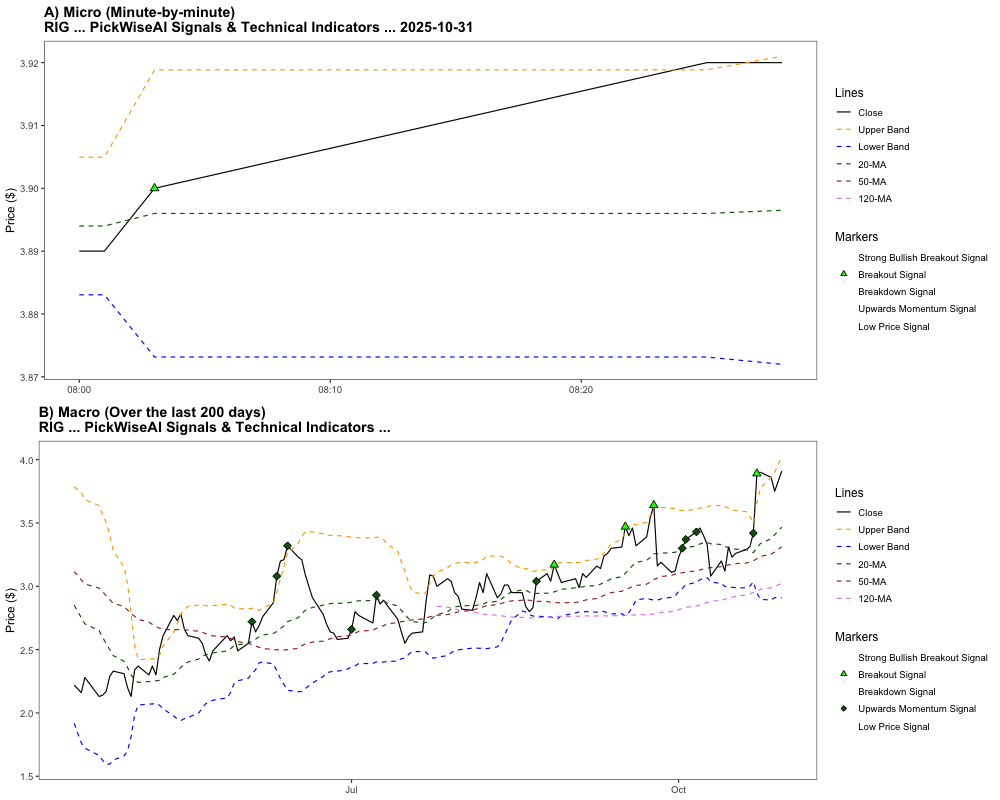 A) Micro (Minute-by-minute)
RIG ... PickWiseAI Signals & Technical Indicators ... 2025-10-31
Price ($)
3.92
3.91
3.90
3.89
3.88
3.87
08:00
08:10
08:20
Lines
Close
Upper Band
Lower Band
20-MA
50-MA
120-MA
Markers
Strong Bullish Breakout Signal
Breakout Signal
Breakdown Signal
Upwards Momentum Signal
Low Price Signal
B) Macro (Over the last 200 days)
RIG ... PickWiseAI Signals & Technical Indicators ...
Price ($)
4.0
3.5
3.0
2.5
2.0
1.5
Jul
Oct
Lines
Close
Upper Band
Lower Band
20-MA
50-MA
120-MA
Markers
Strong Bullish Breakout Signal
Breakout Signal
Breakdown Signal
Upwards Momentum Signal
Low Price Signal